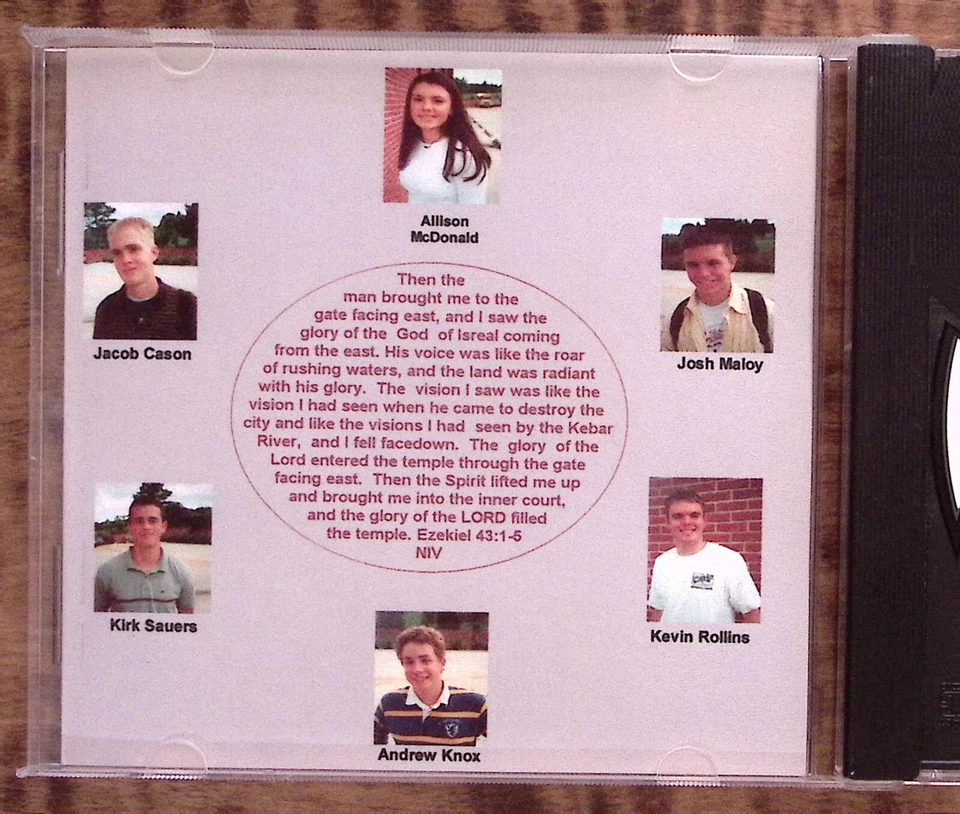 Allison
McDonald
Jacob Cason
Josh Maloy
Then the
man brought me to the
gate facing east, and I saw the
glory of the God of Isreal coming
from the east. His voice was like the roar
of rushing waters, and the land was radiant
with his glory. The vision I saw was like the
vision I had seen when he came to destroy the
city and like the visions I had seen by the Kebar
River, and I fell facedown. The glory of the
Lord entered the temple through the gate
facing east. Then the Spirit lifted me up
and brought me into the inner court,
and the glory of the LORD filled
the temple. Ezekiel 43:1-5
NIV
Kirk Sauers
Kevin Rollins
Andrew Knox